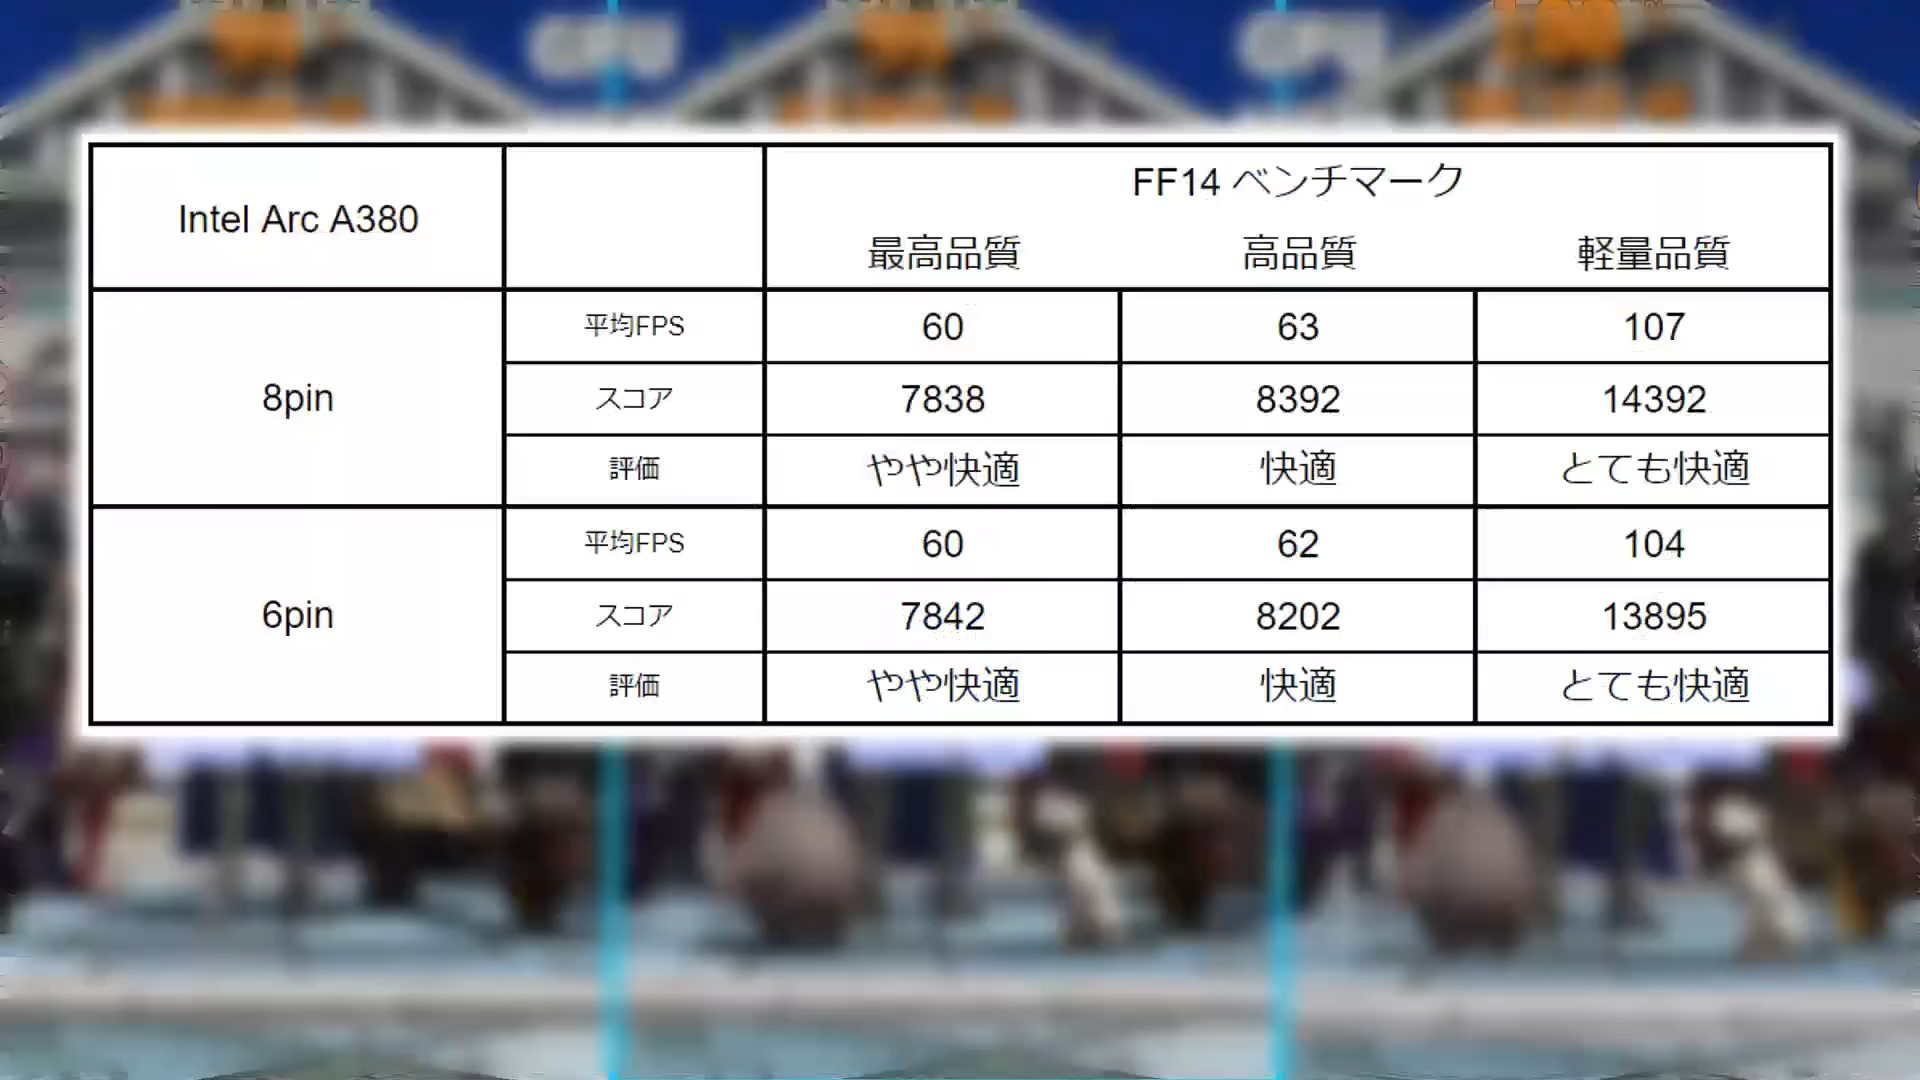 Intel Arc A380
FF14 ベンチマーク
最高品質 高品質 軽量品質
8pin
平均FPS 60 63 107
スコア 7838 8392 14392
評価 やや快適 快適 とても快適
6pin
平均FPS 60 62 104
スコア 7842 8202 13895
評価 やや快適 快適 とても快適